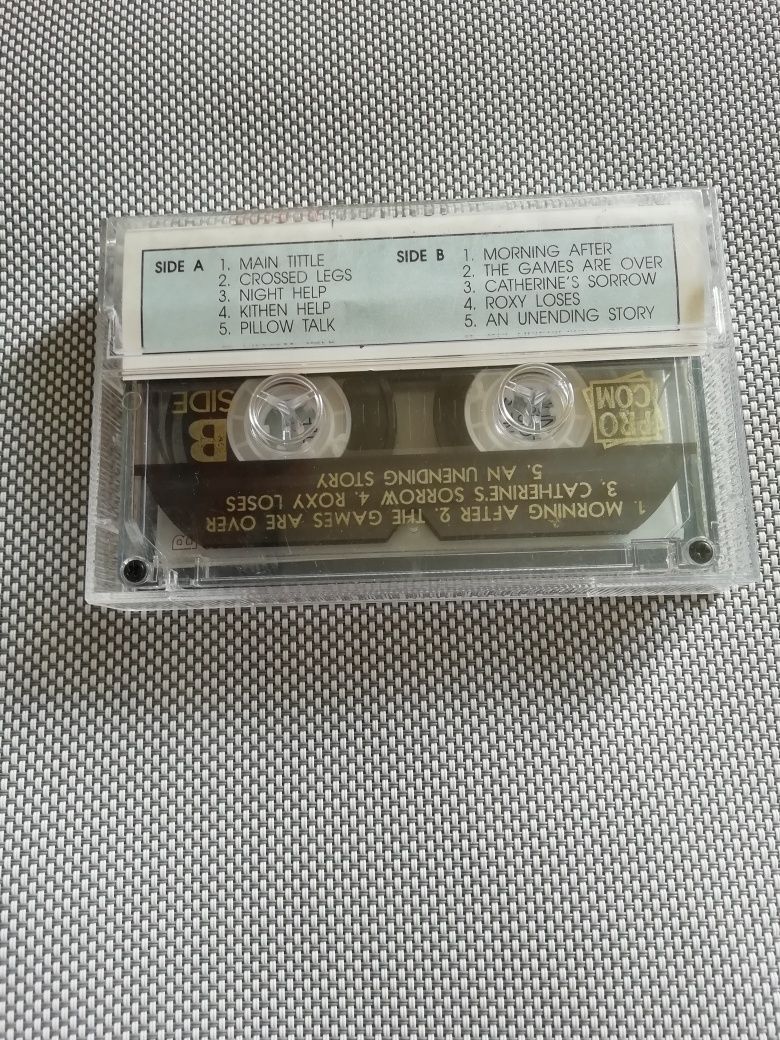 SIDE A 1. MAIN TITTLE
2. CROSSED LEGS
3. NIGHT HELP
4. KITHEN HELP
5. PILLOW TALK
SIDE B 1. MORNING AFTER
2. THE GAMES ARE OVER
3. CATHERINE'S SORROW
4. ROXY LOSES
5. AN UNENDING STORY
PRO
COM
SIDE
B
1. MORNING AFTER 2. THE GAMES ARE OVER
3. CATHERINE'S SORROW 4. ROXY LOSES
5. AN UNENDING STORY